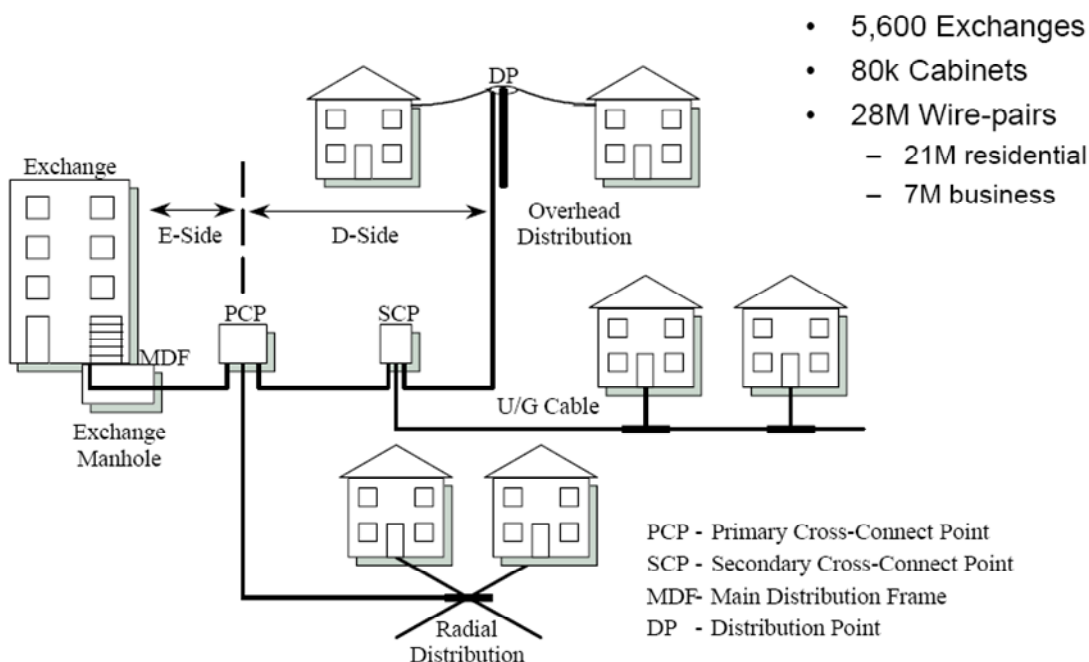 • 5,600 Exchanges
• 80k Cabinets
• 28M Wire-pairs
– 21M residential
– 7M business
DP
Exchange
E-Side
D-Side
Overhead
Distribution
PCP
SCP
MDF
U/G Cable
Exchange
Manhole
Radial
Distribution
PCP - Primary Cross-Connect Point
SCP - Secondary Cross-Connect Point
MDF- Main Distribution Frame
DP - Distribution Point